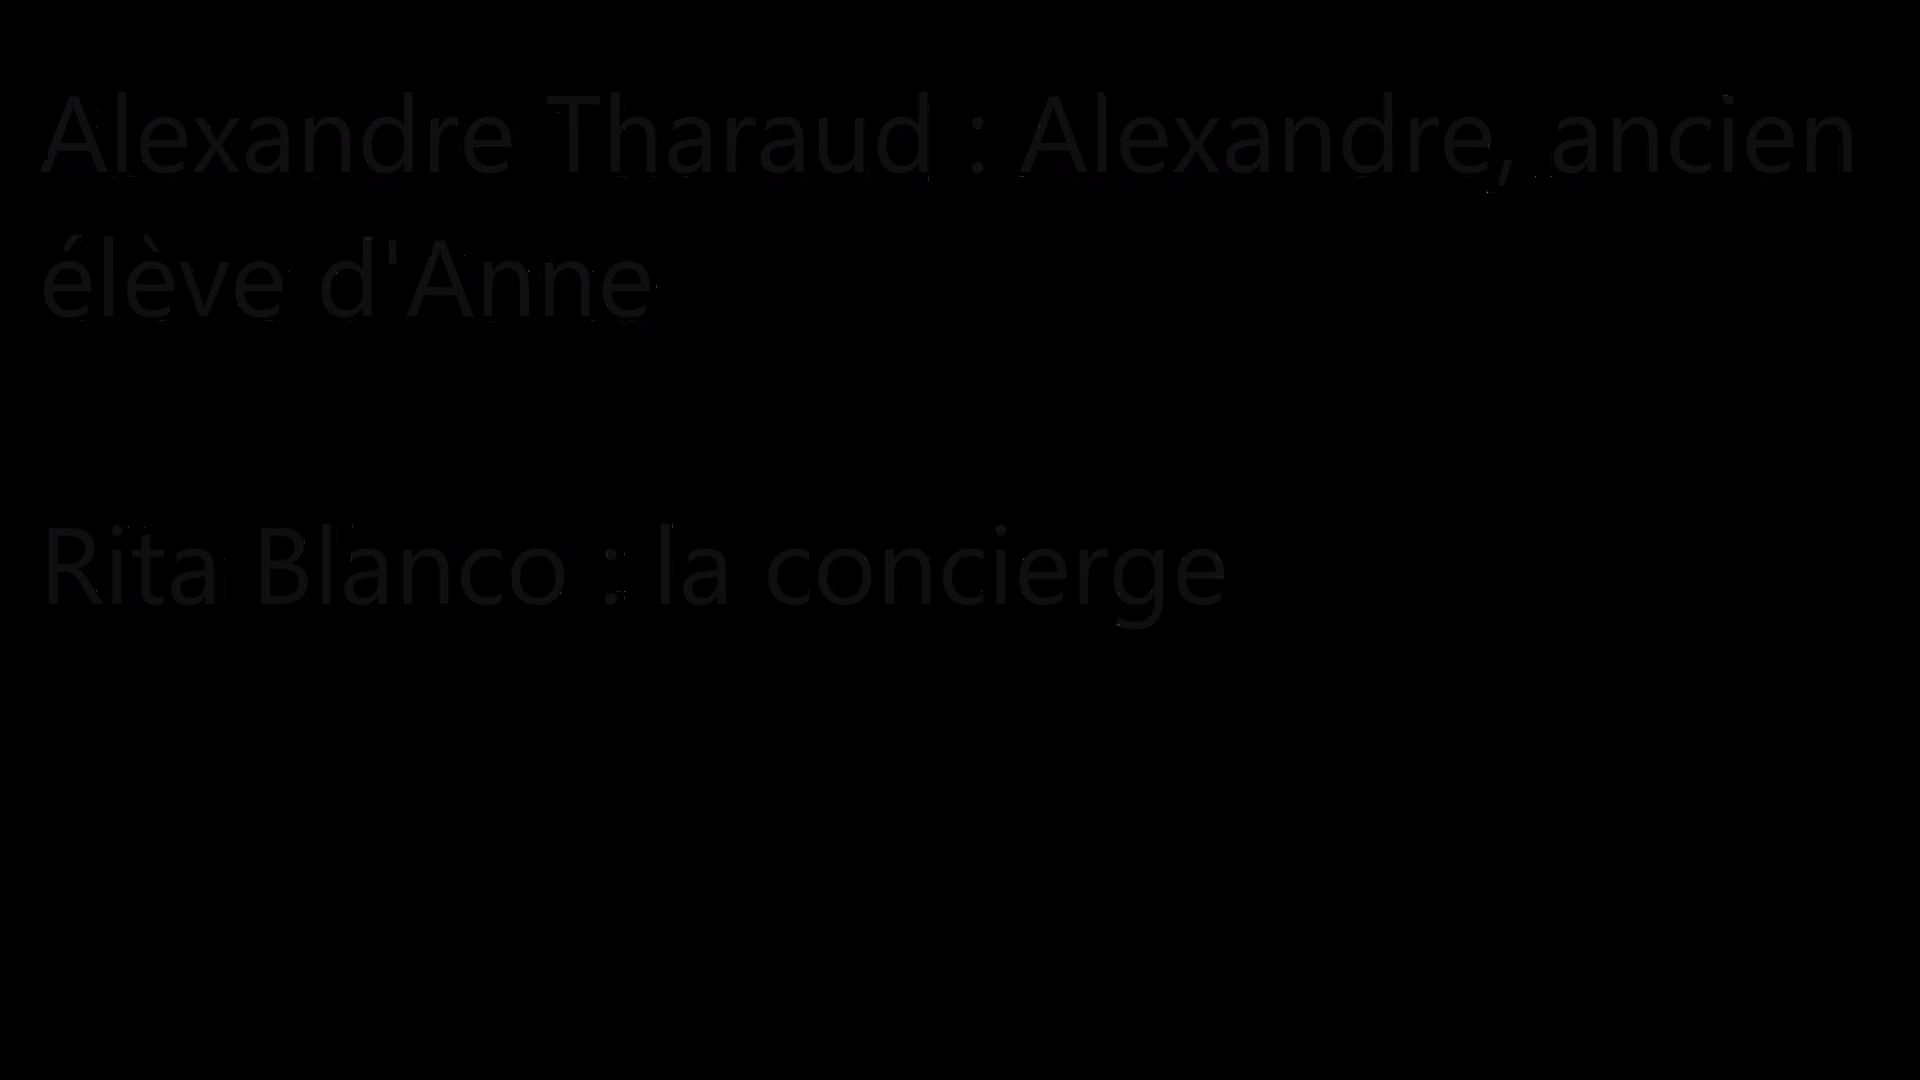 Alexandre Tharaud : Alexandre, ancien
élève d'Anne
Rita Blanco : la concierge